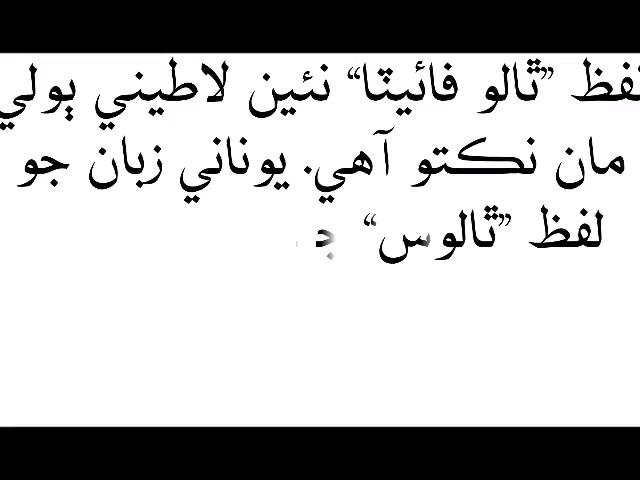 لفظ ”ٿالو فائيٽا“ نئين لاطيني ٻولي
مان نڪتو آهي. يوناني زبان جو
لفظ ”ٿالوس“